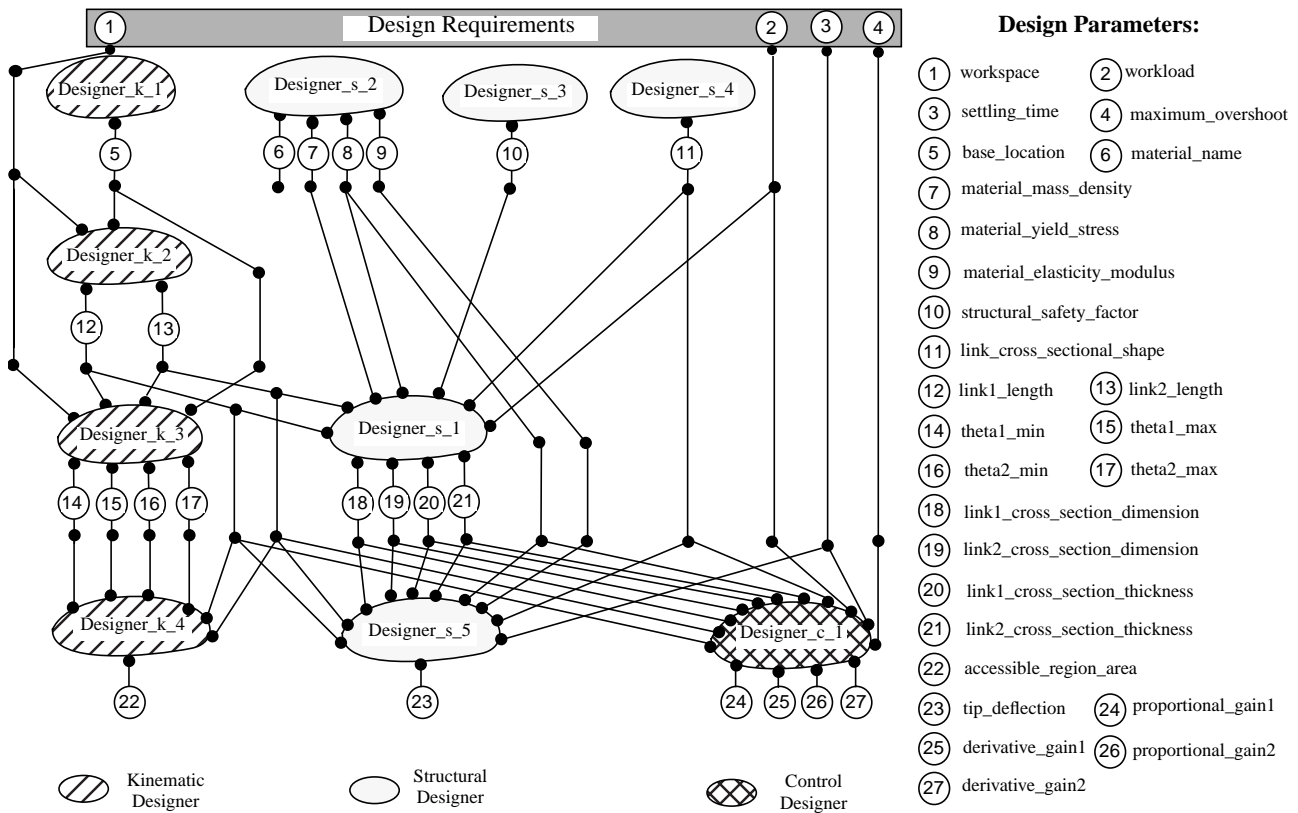 1 Design Requirements 2 3 4
Designer_k_1
Designer_s_2
Designer_s_3
Designer_s_4
5
6 7 8 9
10
11
Designer_k_2
12
13
Designer_k_3
Designer_s_1
14 15 16 17
18 19 20 21
Designer_k_4
Designer_s_5
Designer_c_1
22
23
24 25 26 27
Kinematic
Designer
Structural
Designer
Control
Designer
Design Parameters:
1 workspace 2 workload
3 settling_time 4 maximum_overshoot
5 base_location 6 material_name
7 material_mass_density
8 material_yield_stress
9 material_elasticity_modulus
10 structural_safety_factor
11 link_cross_sectional_shape
12 link1_length 13 link2_length
14 theta1_min 15 theta1_max
16 theta2_min 17 theta2_max
18 link1_cross_section_dimension
19 link2_cross_section_dimension
20 link1_cross_section_thickness
21 link2_cross_section_thickness
22 accessible_region_area
23 tip_deflection 24 proportional_gain1
25 derivative_gain1 26 proportional_gain2
27 derivative_gain2